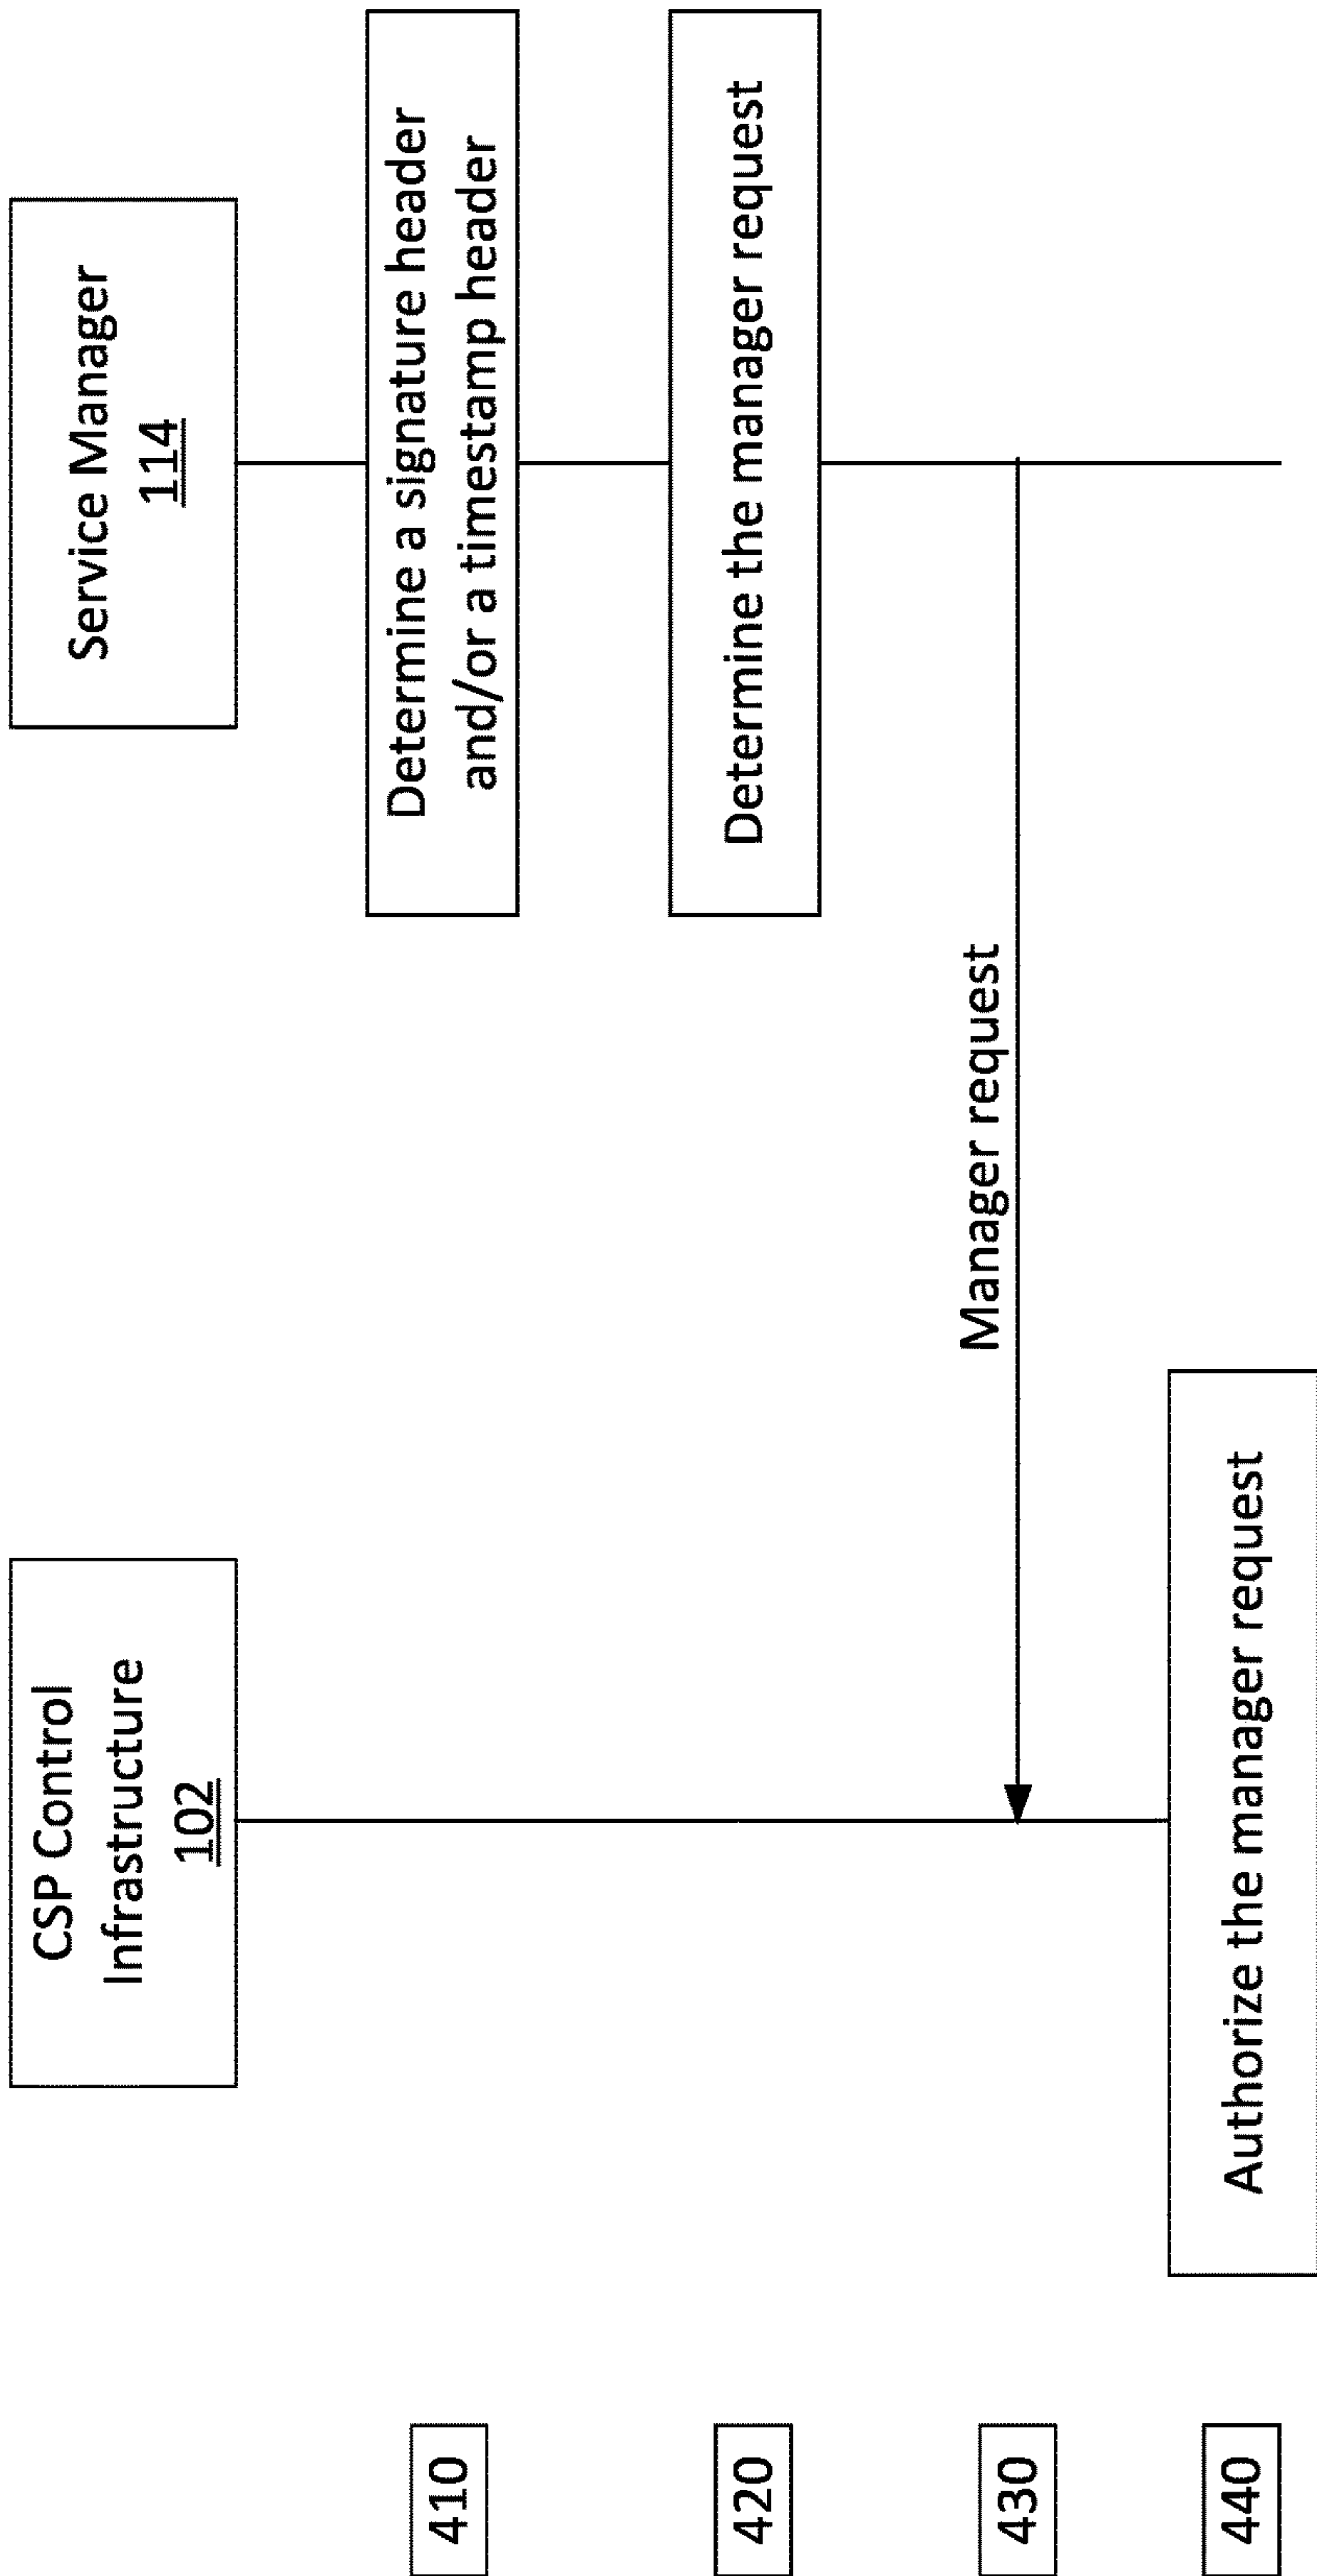 CSP Control
Infrastructure
102
Service Manager
114
410
Determine a signature header
and/or a timestamp header
420
Determine the manager request
430
Manager request
440
Authorize the manager request